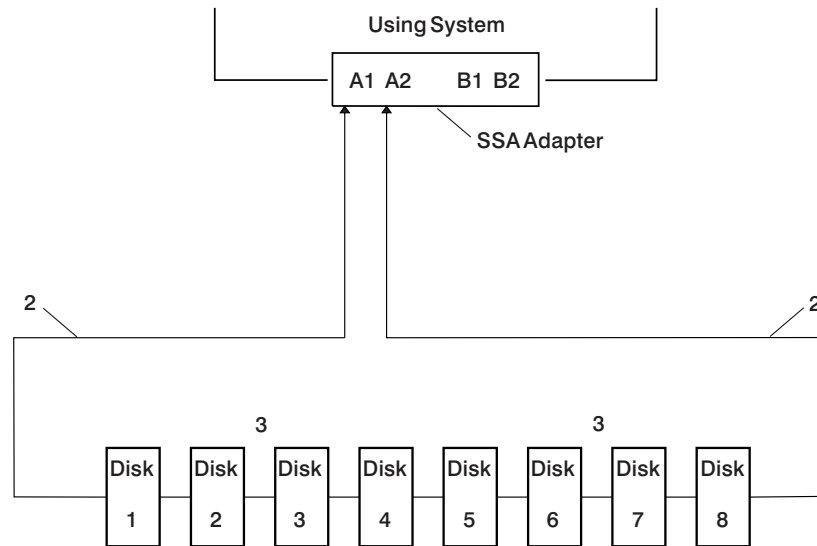 Using System
A1 A2 B1 B2
SSA Adapter
2 2
3 3
Disk Disk Disk Disk Disk Disk Disk Disk
1 2 3 4 5 6 7 8